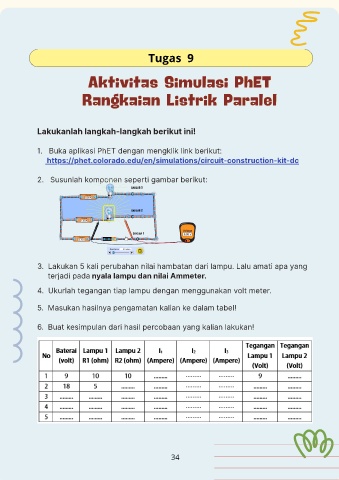 Tugas 9
Aktivitas Simulasi PhET
Rangkaian Listrik Paralel
Lakukanlah langkah-langkah berikut ini!
1. Buka aplikasi PhET dengan mengklik link berikut:
https://phet.colorado.edu/en/simulations/circuit-construction-kit-dc
2. Susunlah komponen seperti gambar berikut:
3. Lakukan 5 kali perubahan nilai hambatan dari lampu. Lalu amati apa yang
terjadi pada nyala lampu dan nilai Ammeter.
4. Ukurlah tegangan tiap lampu dengan menggunakan volt meter.
5. Masukan hasilnya pengamatan kalian ke dalam tabel!
6. Buat kesimpulan dari hasil percobaan yang kalian lakukan!
No Baterai (volt) Lampu 1 R1 (ohm) Lampu 2 R2 (ohm) I₁ (Ampere) I₂ (Ampere) I₃ (Ampere) Tegangan Lampu 1 (Volt) Tegangan Lampu 2 (Volt)
1 9 10 10 ......... ......... ......... 9 .........
2 18 5 ......... ......... ......... ......... ......... .........
3 ......... ......... ......... ......... ......... ......... ......... .........
4 ......... ......... ......... ......... ......... ......... ......... .........
5 ......... ......... ......... ......... ......... ......... ......... .........
34